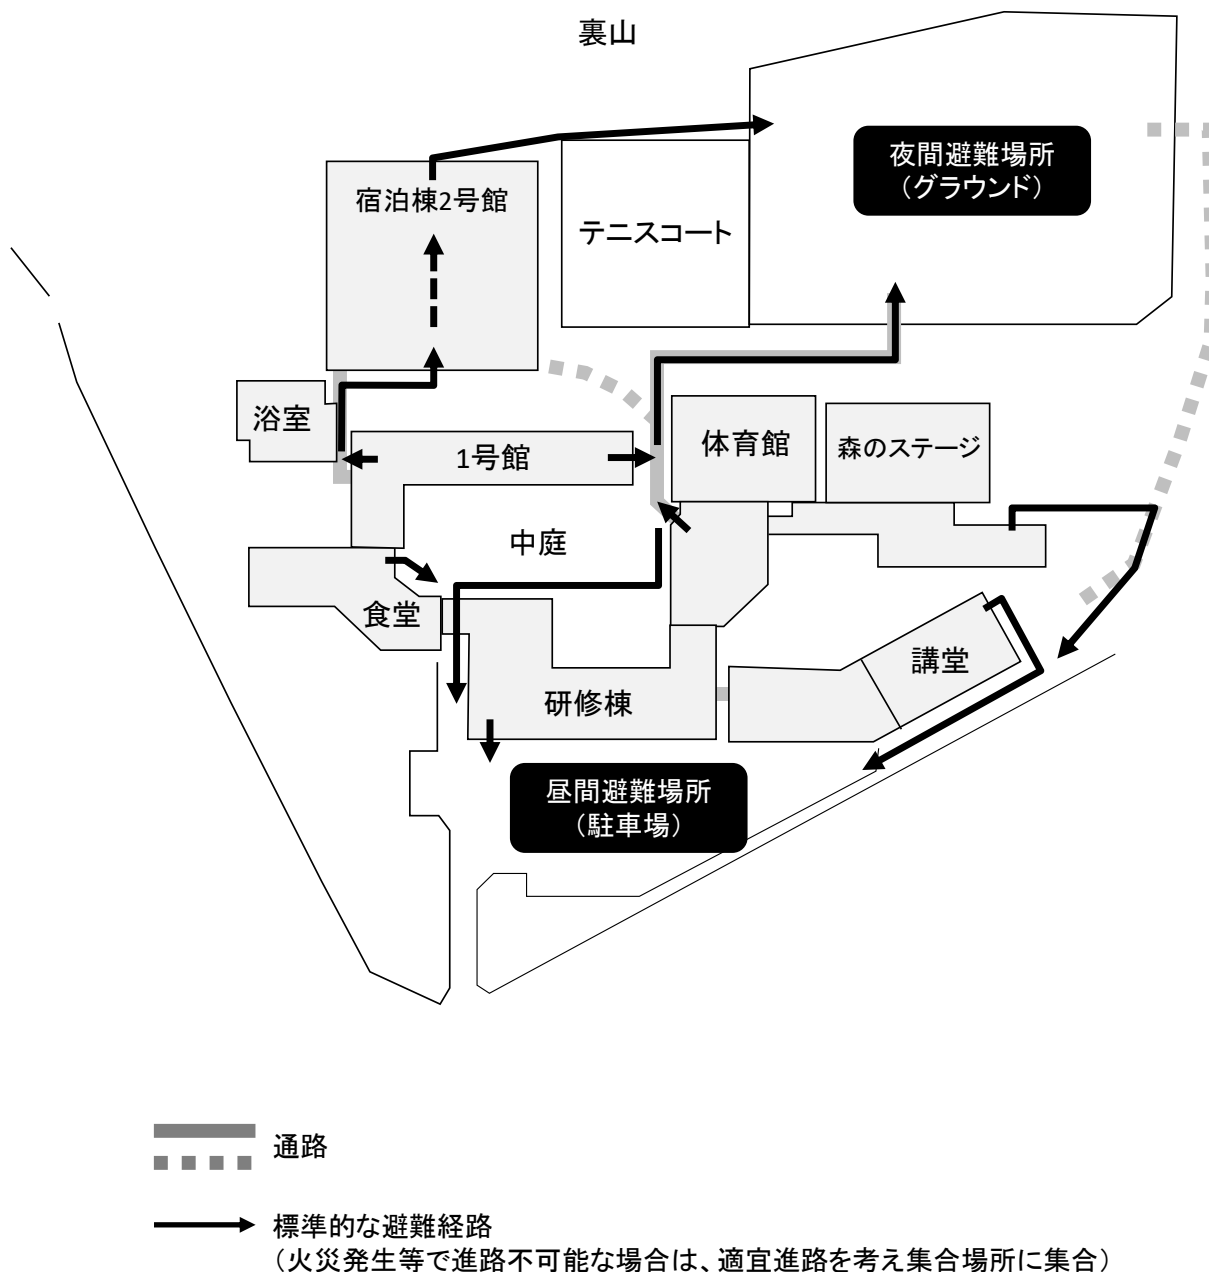 裏山
夜間避難場所
（グラウンド）
宿泊棟2号館
テニスコート
浴室
1号館
体育館
森のステージ
中庭
食堂
講堂
研修棟
昼間避難場所
（駐車場）
通路
標準的な避難経路
（火災発生等で進路不可能な場合は、適宜進路を考え集合場所に集合）